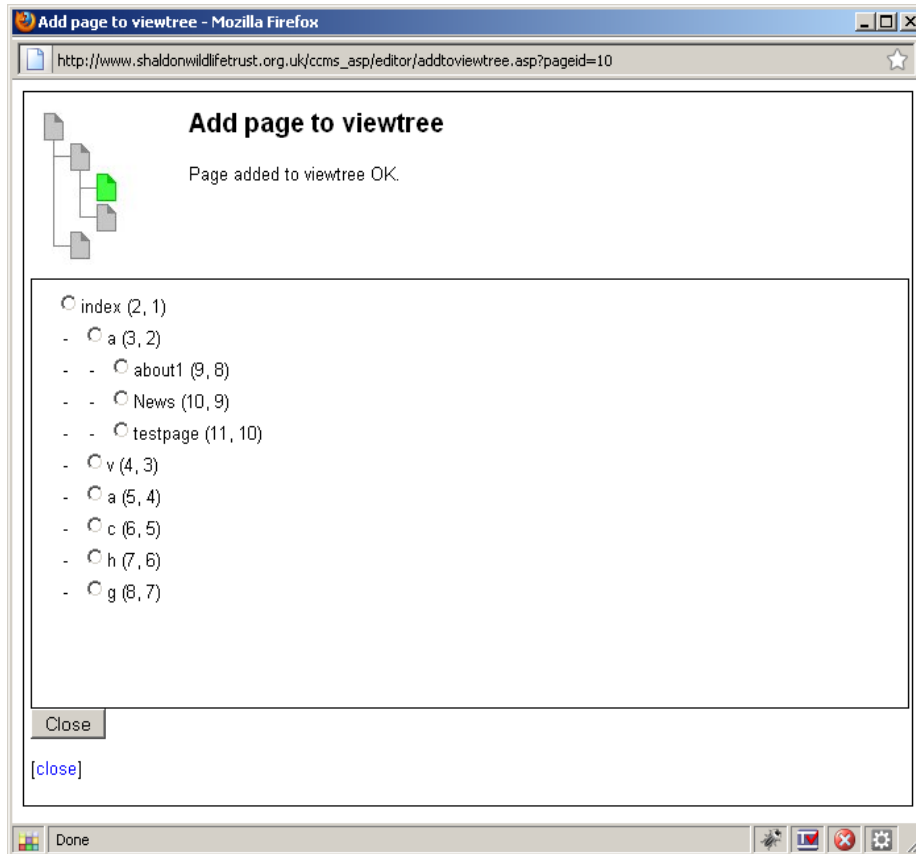 Add page to viewtree - Mozilla Firefox
http://www.shaldonwildlifetrust.org.uk/ccms_asp/editor/addtoviewtree.asp?pageid=10
Add page to viewtree
Page added to viewtree OK.
index (2, 1)
- a (3, 2)
- - about1 (9, 8)
- - News (10, 9)
- - testpage (11, 10)
- v (4, 3)
- a (5, 4)
- c (6, 5)
- h (7, 6)
- g (8, 7)
Close
[close]
Done